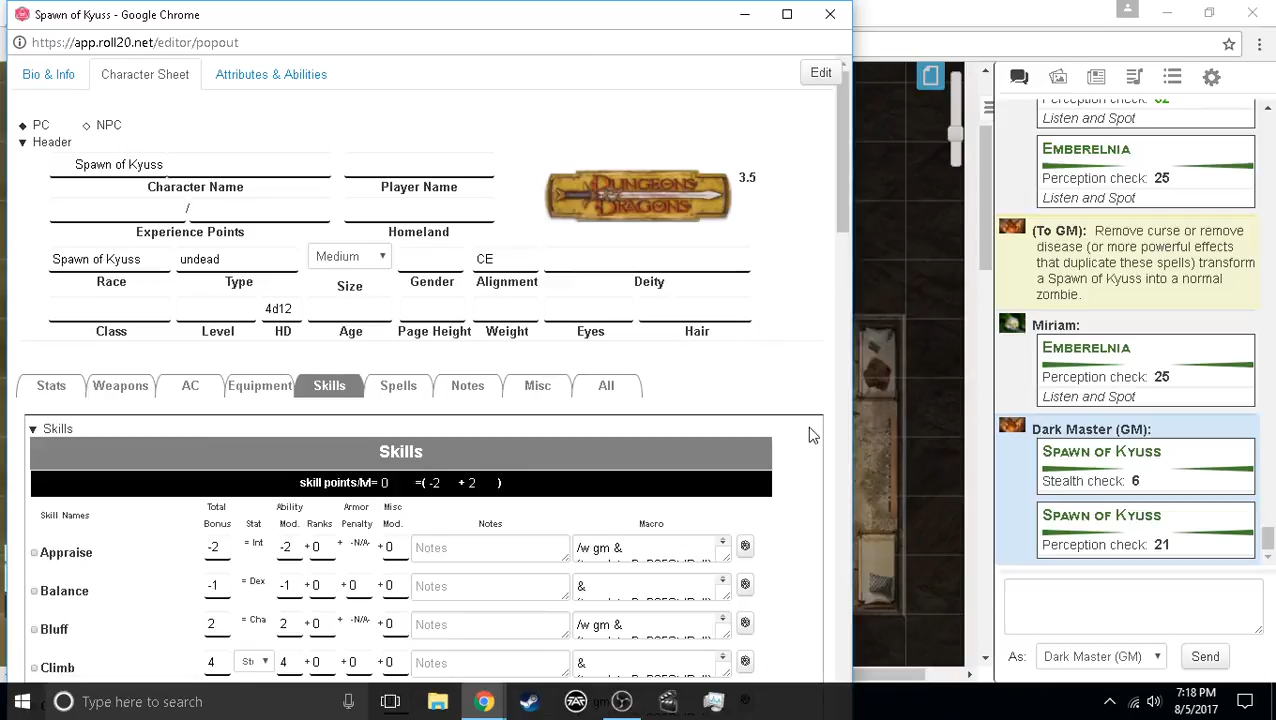 Spawn of Kyuss - Google Chrome
https://app.roll20.net/editor/popout
Bio & Info
Character Sheet
Attributes & Abilities
Edit
PC
NPC
Header
Spawn of Kyuss
Character Name
Player Name
DUNGEONS
DRAGONS
3.5
/
Experience Points
Homeland
Spawn of Kyuss
undead
Medium
CE
Race
Type
Size
Gender
Alignment
Deity
4d12
Class
Level
HD
Age
Page Height
Weight
Eyes
Hair
Stats
Weapons
AC
Equipment
Skills
Spells
Notes
Misc
All
Skills
Skills
skill points/lvl= 0 =( -2 + 2 )
Skill Names
Total Bonus
Stat
Ability Mod.
Ranks
Armor Penalty
Misc Mod.
Notes
Macro
Appraise -2 = Int -2 +0 + -N/A- +0 Notes /w gm &
Balance -1 = Dex -1 +0 +0 +0 Notes &
Bluff 2 = Cha 2 +0 + -N/A- +0 Notes /w gm &
Climb 4 Str 4 +0 +0 +0 Notes &
Perception check:
Listen and Spot
EMBERELNIA
Perception check: 25
Listen and Spot
(To GM): Remove curse or remove
disease (or more powerful effects
that duplicate these spells) transform
a Spawn of Kyuss into a normal
zombie.
Miriam:
EMBERELNIA
Perception check: 25
Listen and Spot
Dark Master (GM):
SPAWN OF KYUSS
Stealth check: 6
SPAWN OF KYUSS
Perception check: 21
As: Dark Master (GM) Send
Type here to search
7:18 PM
8/5/2017